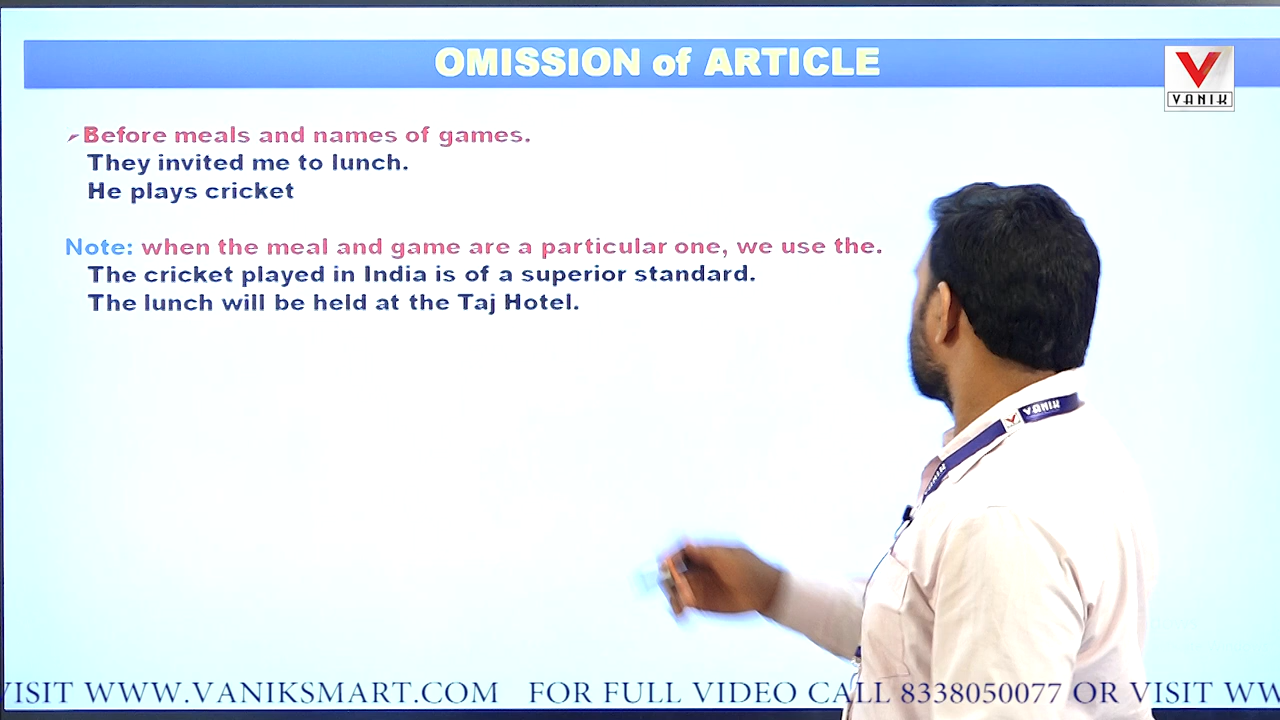 OMISSION of ARTICLE
VANIK
Before meals and names of games.
They invited me to lunch.
He plays cricket
Note: when the meal and game are a particular one, we use the.
The cricket played in India is of a superior standard.
The lunch will be held at the Taj Hotel.
VANIK
VISIT WWW.VANIKSMART.COM FOR FULL VIDEO CALL 8338050077 OR VISIT WW